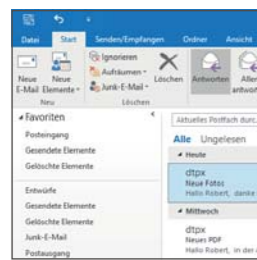 Datei Start Senden/Empfangen Ordner Ansicht
Neue E-Mail
Neue Elemente
Ignorieren
Aufräumen
Junk-E-Mail
Löschen
Antworten
Allen
Neu Löschen
Favoriten
Posteingang
Gesendete Elemente
Gelöschte Elemente
Entwürfe
Gesendete Elemente
Gelöschte Elemente
Junk-E-Mail
Postausgang
Aktuelles Postfach durc
Alle Ungelesen
Heute
dtpx
Neue Fotos
Hallo Robert, danke
Mittwoch
dtpx
Neues PDF
Hallo Robert, in der